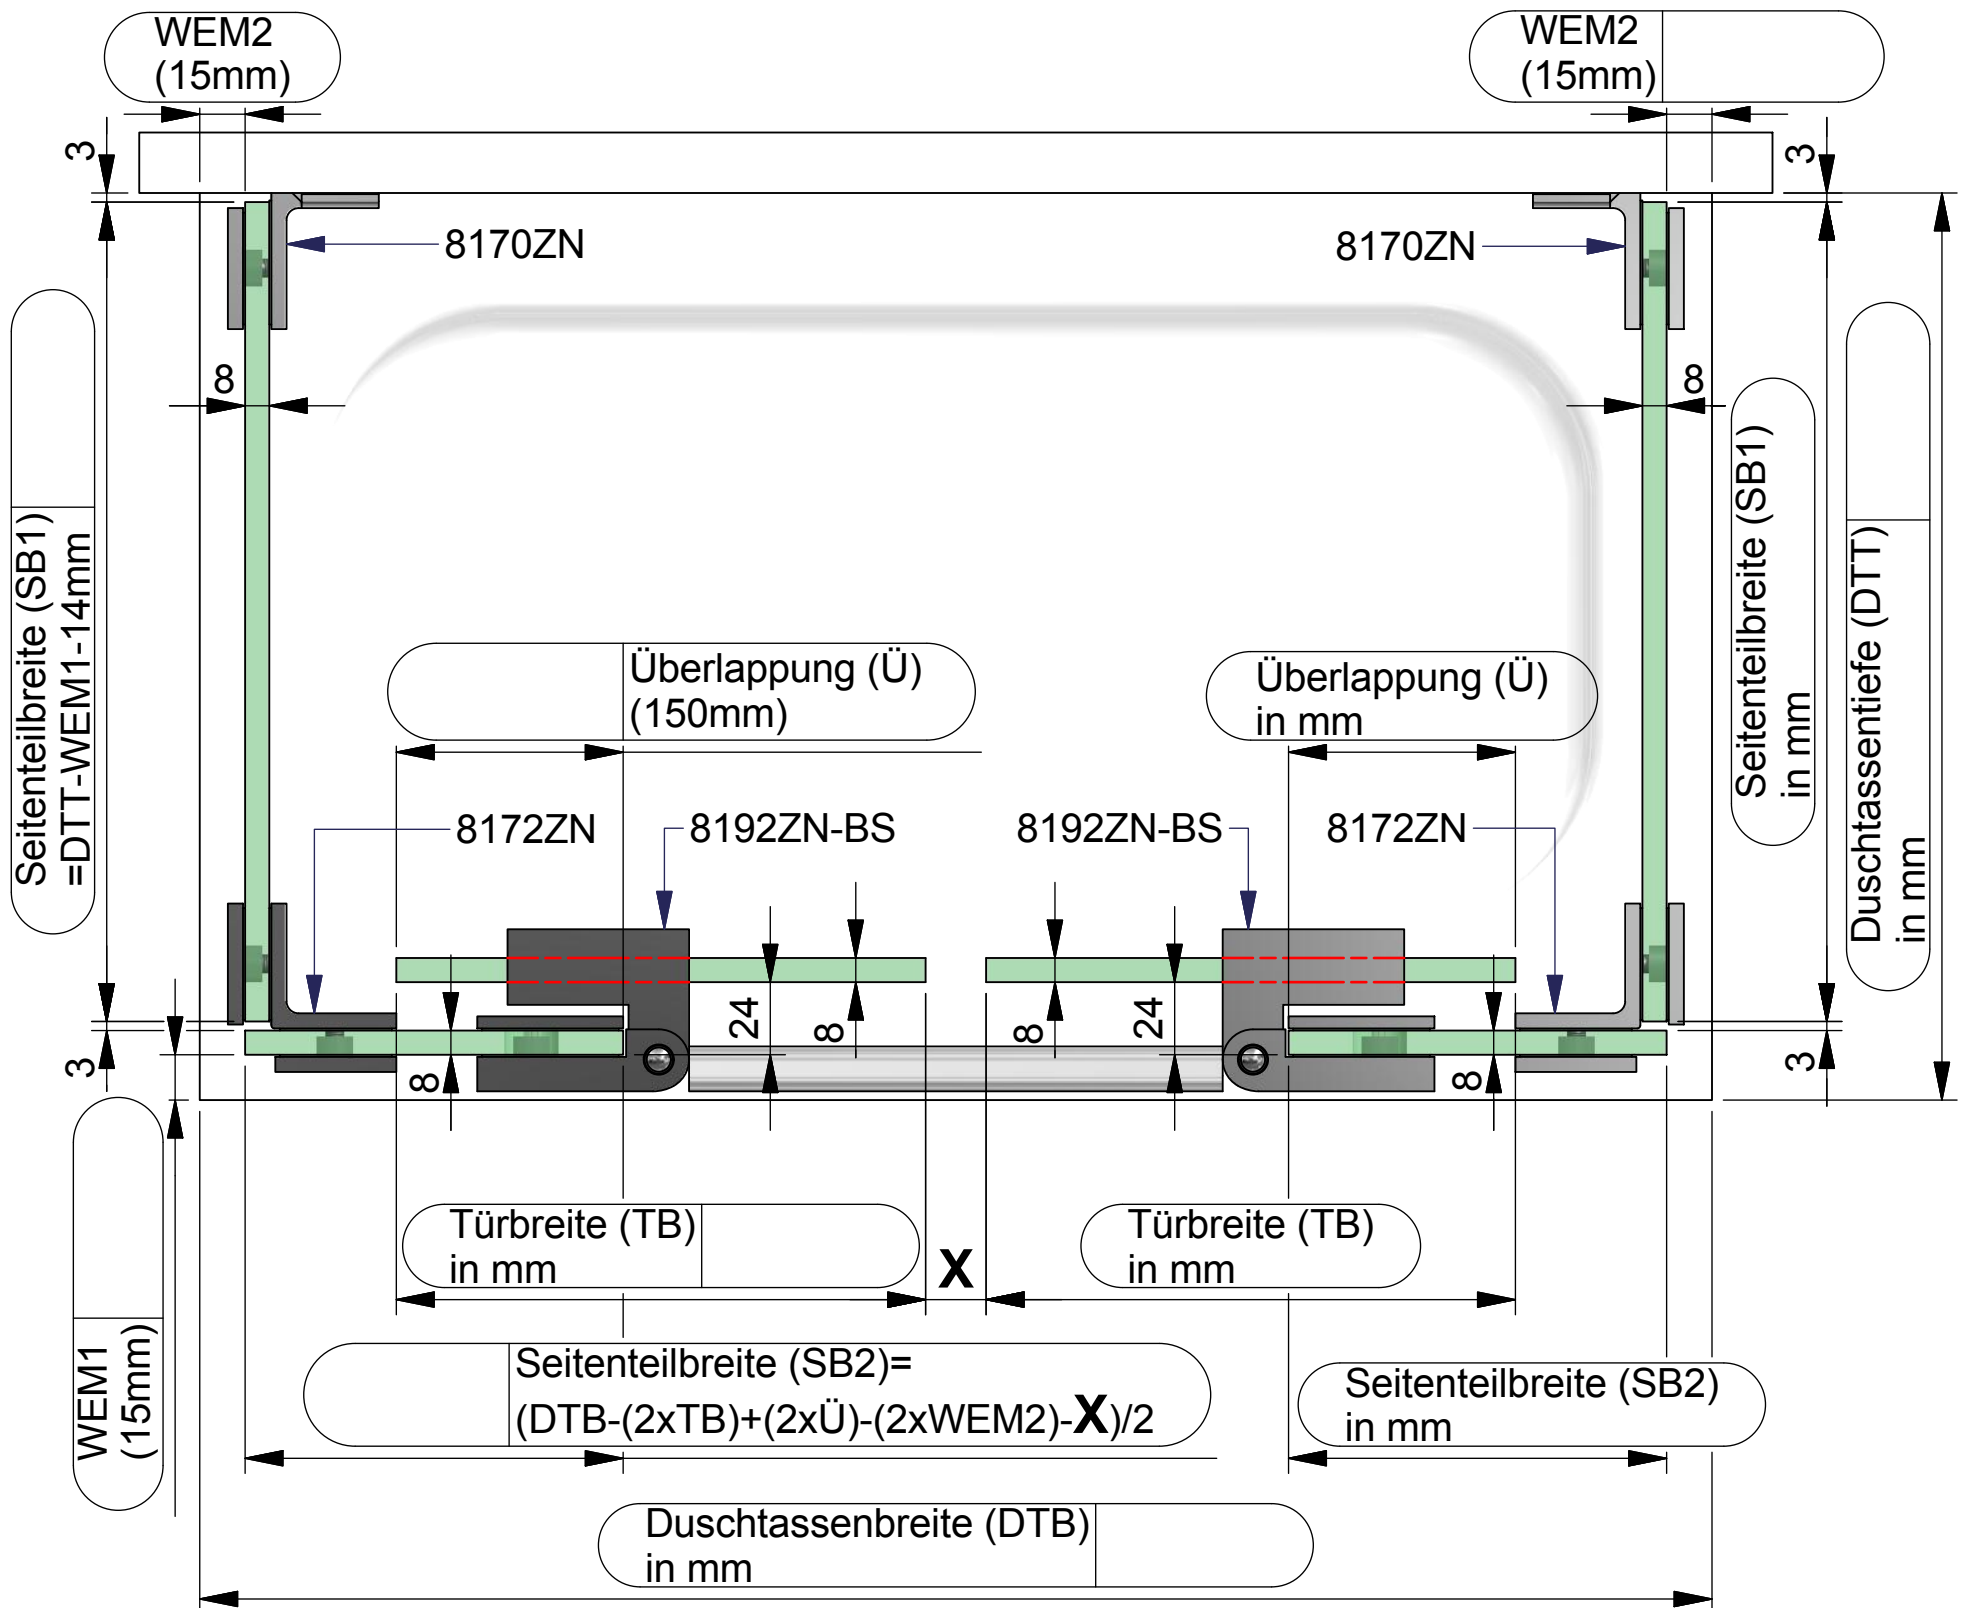 WEM2
(15mm)
WEM2
(15mm)
3
3
8170ZN
8170ZN
8
8
Seitenteilbreite (SB1)
=DTT-WEM1-14mm
Seitenteilbreite (SB1)
in mm
Duschtassentiefe (DTT)
in mm
Überlappung (Ü)
(150mm)
Überlappung (Ü)
in mm
8172ZN
8192ZN-BS
8192ZN-BS
8172ZN
24
8
8
24
3
8
8
3
WEM1
(15mm)
Türbreite (TB)
in mm
X
Türbreite (TB)
in mm
Seitenteilbreite (SB2)=
(DTB-(2xTB)+(2xÜ)-(2xWEM2)-X)/2
Seitenteilbreite (SB2)
in mm
Duschtassenbreite (DTB)
in mm